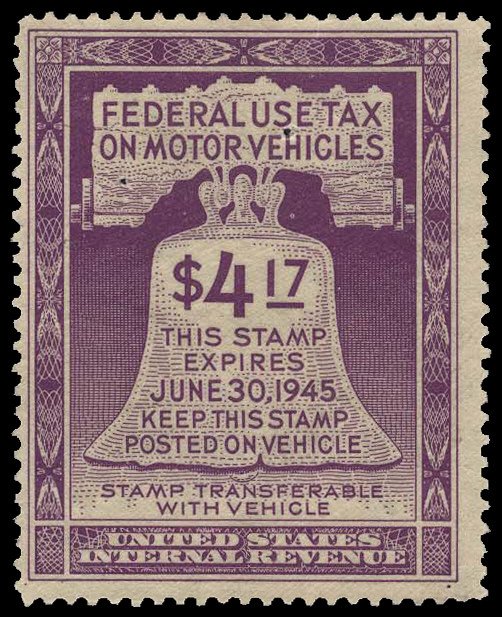 FEDERAL USE TAX
ON MOTOR VEHICLES
$4.17
THIS STAMP
EXPIRES
JUNE 30, 1945
KEEP THIS STAMP
POSTED ON VEHICLE
STAMP TRANSFERABLE
WITH VEHICLE
UNITED STATES
INTERNAL REVENUE